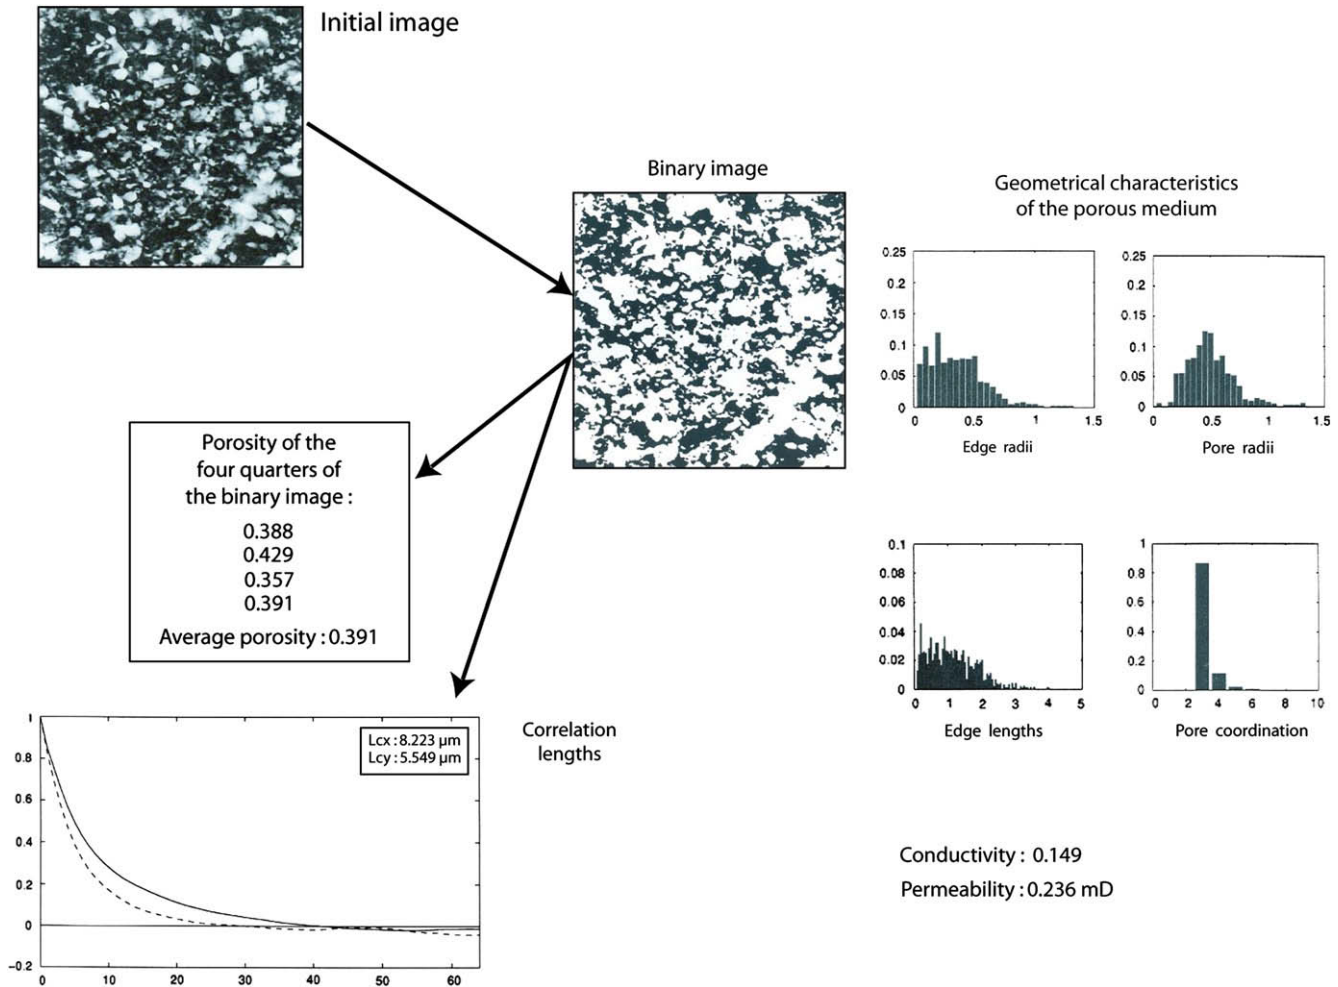 Initial image
Binary image
Geometrical characteristics
of the porous medium
0.25
0.2
0.15
0.1
0.05
0
0 0.5 1 1.5
Edge radii
0.25
0.2
0.15
0.1
0.05
0
0 0.5 1 1.5
Pore radii
Porosity of the
four quarters of
the binary image :
0.388
0.429
0.357
0.391
Average porosity : 0.391
0.1
0.08
0.06
0.04
0.02
0
0 1 2 3 4 5
Edge lengths
1
0.8
0.6
0.4
0.2
0
0 2 4 6 8 10
Pore coordination
1
0.8
0.6
0.4
0.2
0
-0.2
0 10 20 30 40 50 60
Lcx : 8.223 µm
Lcy : 5.549 µm
Correlation
lengths
Conductivity : 0.149
Permeability : 0.236 mD